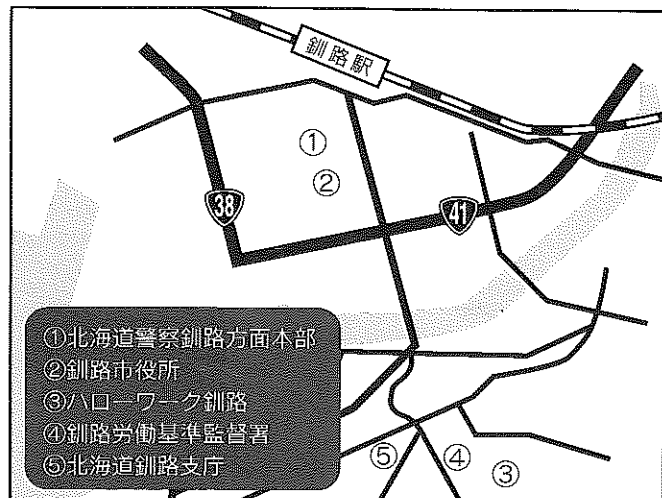 釧路駅
①
②
38
41
①北海道警察釧路方面本部
②釧路市役所
③ハローワーク釧路
④釧路労働基準監督署
⑤北海道釧路支庁
⑤
④
③